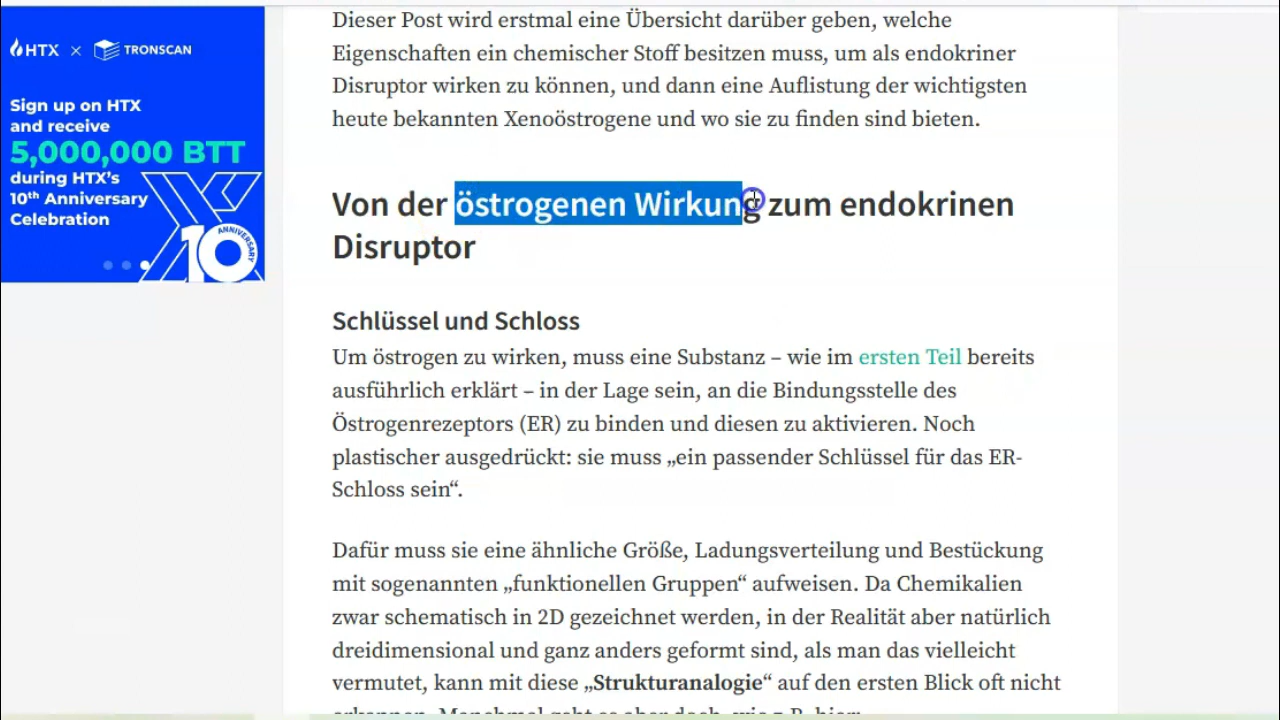 HTX × TRONSCAN
Sign up on HTX
and receive
5,000,000 BTT
during HTX's
10th Anniversary
Celebration
10 ANNIVERSARY
Dieser Post wird erstmal eine Übersicht darüber geben, welche
Eigenschaften ein chemischer Stoff besitzen muss, um als endokriner
Disruptor wirken zu können, und dann eine Auflistung der wichtigsten
heute bekannten Xenoöstrogene und wo sie zu finden sind bieten.
Von der östrogenen Wirkung zum endokrinen
Disruptor
Schlüssel und Schloss
Um östrogen zu wirken, muss eine Substanz – wie im ersten Teil bereits
ausführlich erklärt – in der Lage sein, an die Bindungsstelle des
Östrogenrezeptors (ER) zu binden und diesen zu aktivieren. Noch
plastischer ausgedrückt: sie muss „ein passender Schlüssel für das ER-
Schloss sein“.
Dafür muss sie eine ähnliche Größe, Ladungsverteilung und Bestückung
mit sogenannten „funktionellen Gruppen“ aufweisen. Da Chemikalien
zwar schematisch in 2D gezeichnet werden, in der Realität aber natürlich
dreidimensional und ganz anders geformt sind, als man das vielleicht
vermutet, kann mit diese „Strukturanalogie“ auf den ersten Blick oft nicht